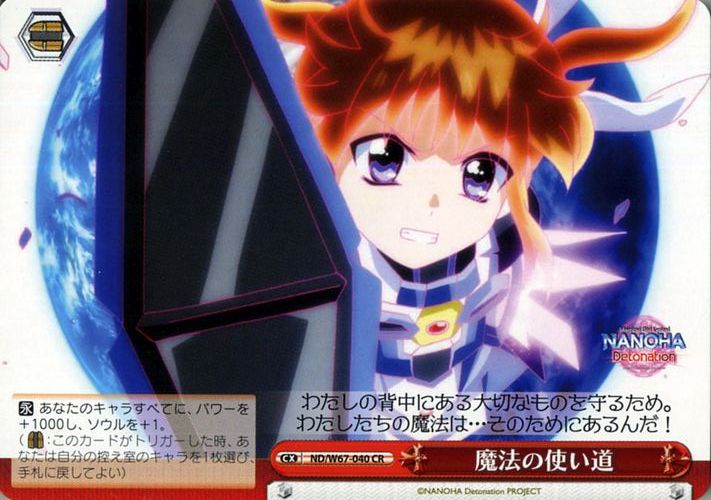 NANOHA
Detonation
わたしの背中にある大切なものを守るため。
わたしたちの魔法は…そのためにあるんだ！
永 あなたのキャラすべてに、パワーを
＋1000し、ソウルを＋1。
（　：このカードがトリガーした時、あ
なたは自分の控え室のキャラを1枚選び、
手札に戻してよい）
CX ND/W67-040 CR 魔法の使い道
©NANOHA Detonation PROJECT